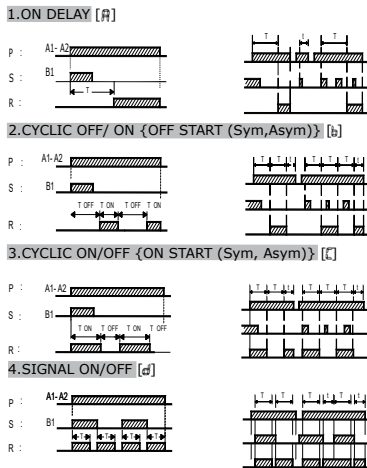 1.ON DELAY [A]
P : A1- A2
S : B1
T
R :
T t T
2.CYCLIC OFF/ ON {OFF START (Sym,Asym)} [b]
P : A1- A2
S : B1
T OFF T ON T OFF T ON
R :
T T t T T T t
3.CYCLIC ON/OFF {ON START (Sym, Asym)} [C]
P : A1- A2
S : B1
T ON T OFF T ON T OFF
R :
T T t T T T t
4.SIGNAL ON/OFF [d]
P : A1- A2
S : B1
T T T T
R :
T T T T t t